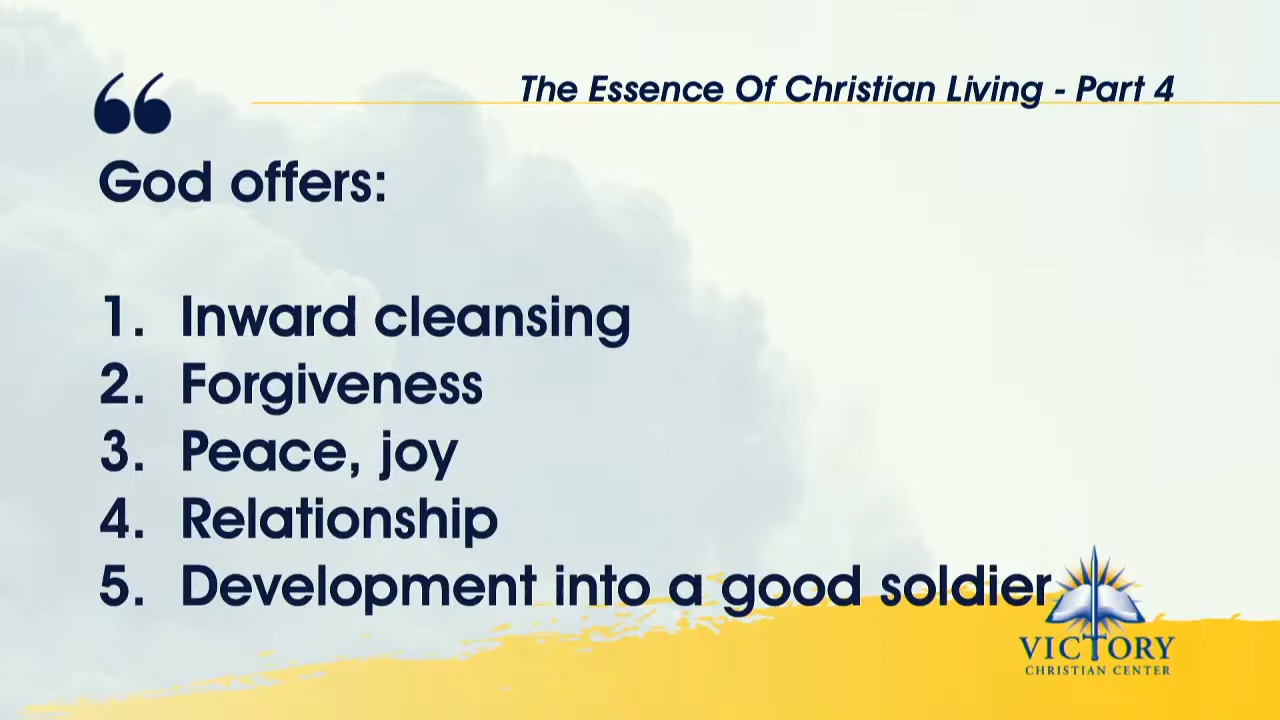 The Essence Of Christian Living - Part 4
“
God offers:
1. Inward cleansing
2. Forgiveness
3. Peace, joy
4. Relationship
5. Development into a good soldier
VICTORY
CHRISTIAN CENTER